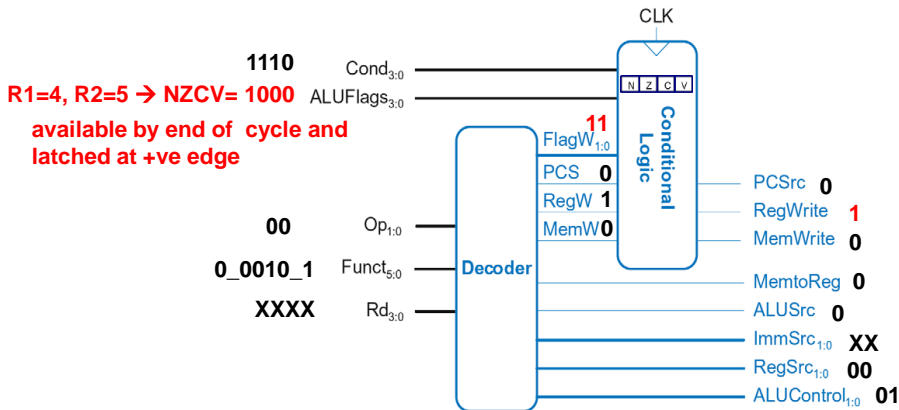 CLK
1110 Cond3:0
R1=4, R2=5 → NZCV= 1000 ALUFlags3:0
available by end of cycle and
latched at +ve edge
N Z C V
Conditional
Logic
11
FlagW1:0
PCS 0
RegW 1
MemW 0
PCSrc 0
RegWrite 1
MemWrite 0
00 Op1:0
0_0010_1 Funct5:0
XXXX Rd3:0
Decoder
MemtoReg 0
ALUSrc 0
ImmSrc1:0 XX
RegSrc1:0 00
ALUControl1:0 01